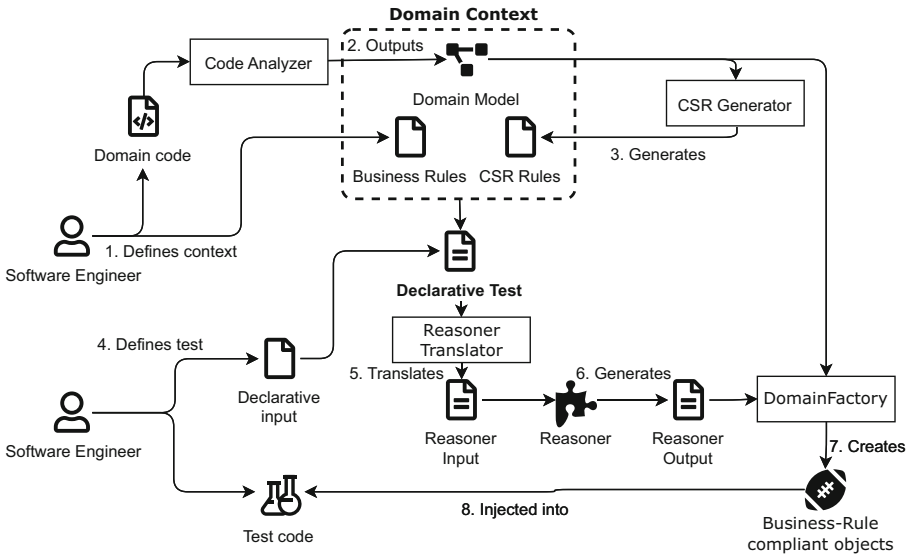 Domain Context
2. Outputs
Code Analyzer
Domain Model
CSR Generator
Domain code
Business Rules
CSR Rules
3. Generates
1. Defines context
Software Engineer
Declarative Test
Reasoner
Translator
4. Defines test
5. Translates
6. Generates
Declarative
input
DomainFactory
Software Engineer
Reasoner
Input
Reasoner
Reasoner
Output
7. Creates
8. Injected into
Test code
Business-Rule
compliant objects